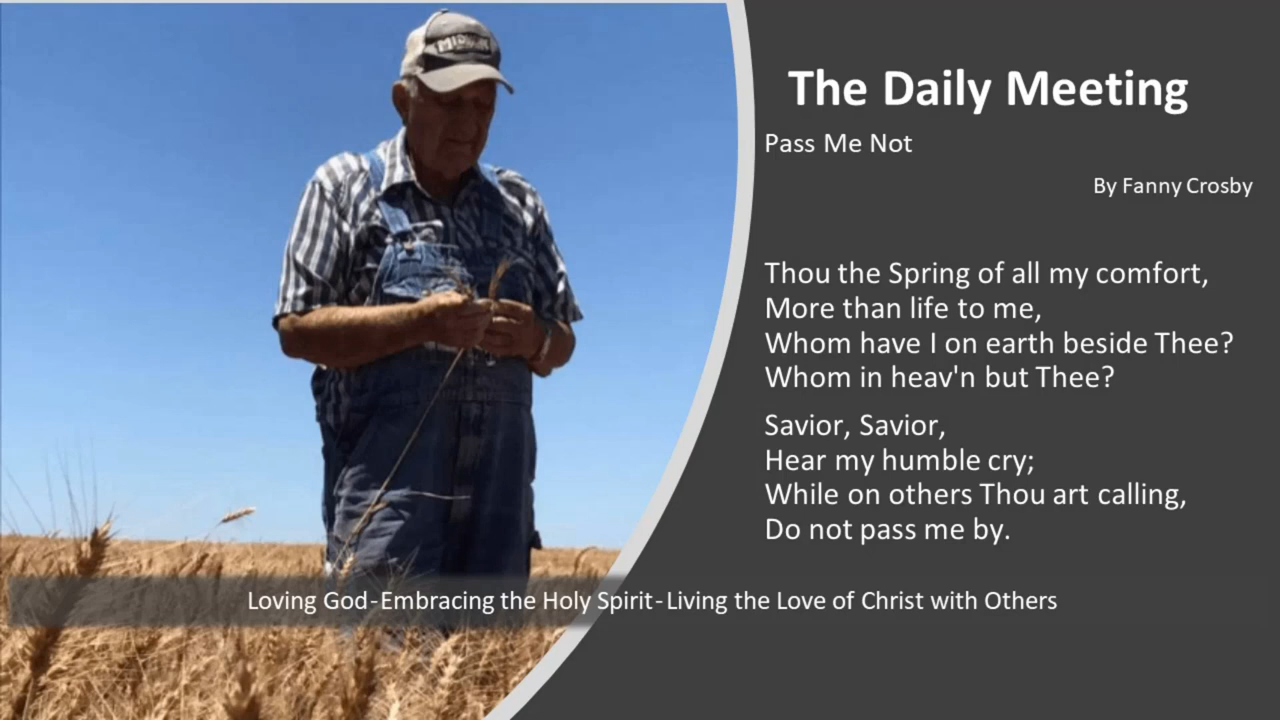 The Daily Meeting
Pass Me Not
By Fanny Crosby
Thou the Spring of all my comfort,
More than life to me,
Whom have I on earth beside Thee?
Whom in heav'n but Thee?
Savior, Savior,
Hear my humble cry;
While on others Thou art calling,
Do not pass me by.
Loving God-Embracing the Holy Spirit-Living the Love of Christ with Others